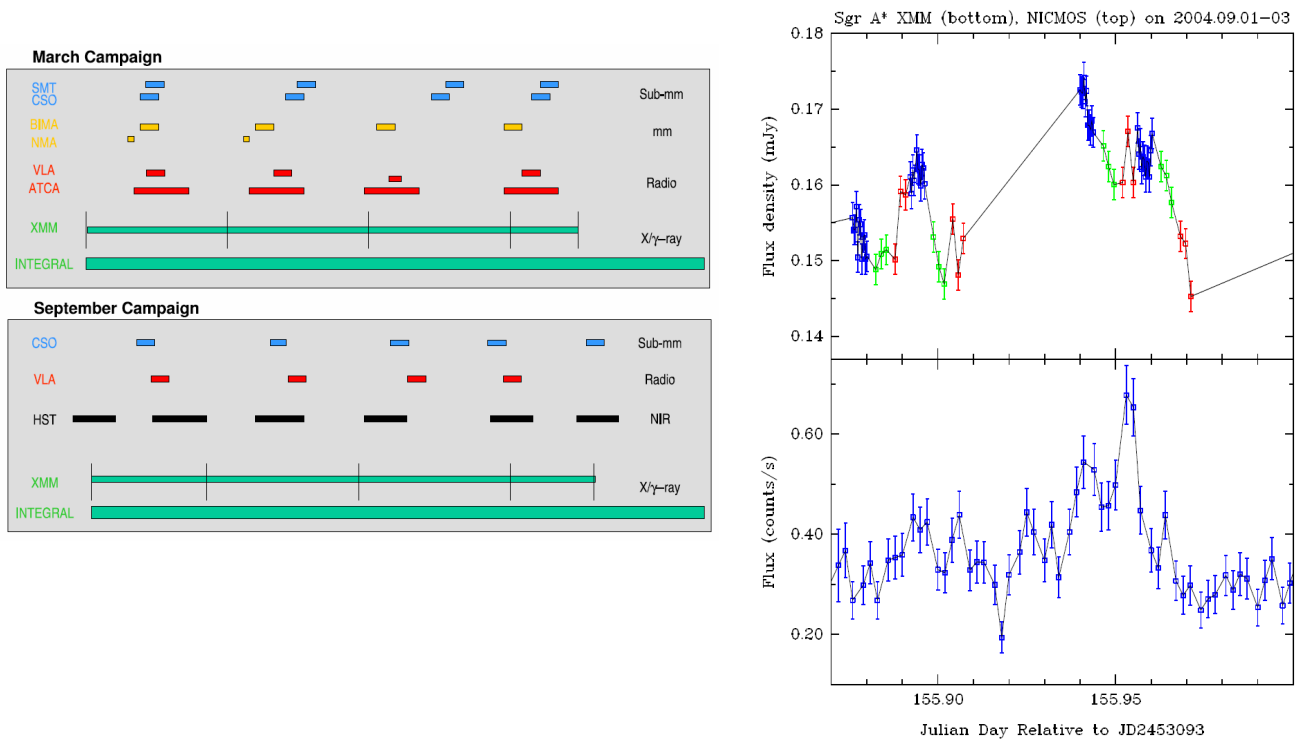 March Campaign
SMT
CSO
Sub-mm
BIMA
NMA
mm
VLA
ATCA
Radio
XMM
X/γ-ray
INTEGRAL
September Campaign
CSO
Sub-mm
VLA
Radio
HST
NIR
XMM
X/γ-ray
INTEGRAL
Sgr A* XMM (bottom), NICMOS (top) on 2004.09.01-03
0.18
0.17
0.16
0.15
0.14
Flux density (mJy)
0.60
0.40
0.20
Flux (counts/s)
155.90 155.95
Julian Day Relative to JD2453093